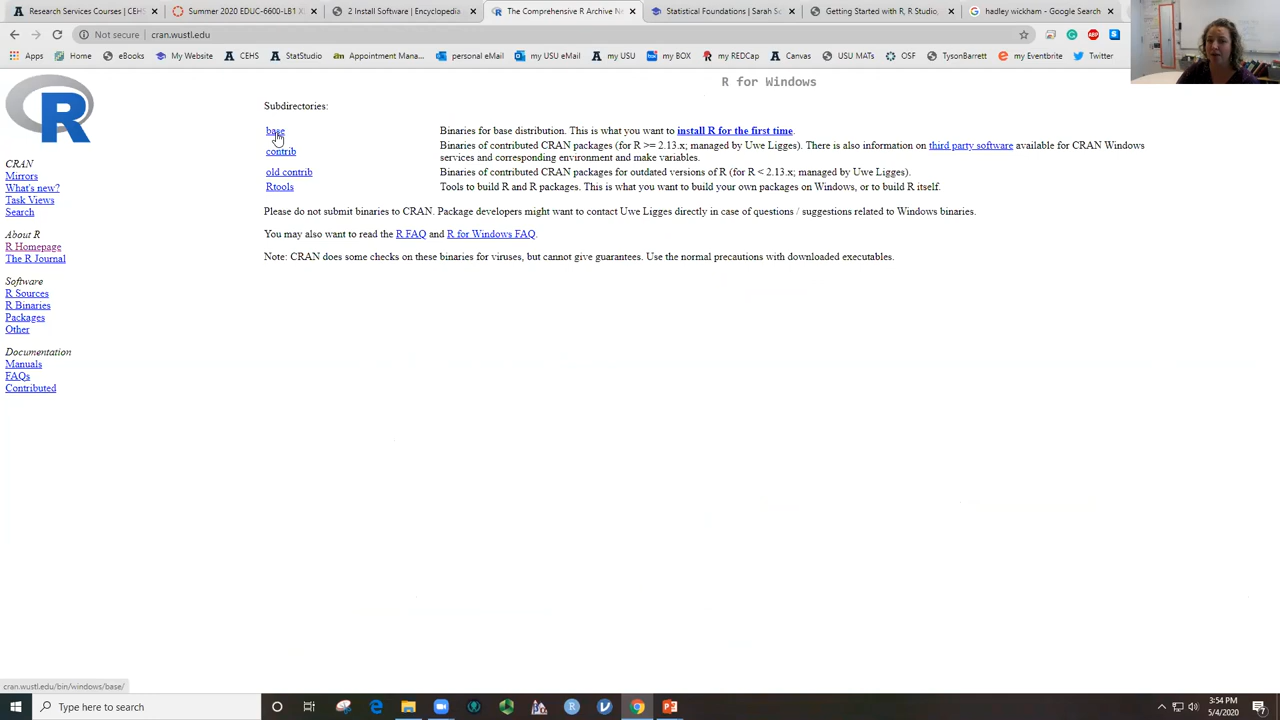 Research Services Courses | CEHS
Summer 2020 EDUC-6600-LB1 X
2 Install Software | Encyclopedia
The Comprehensive R Archive Ne
Statistical Foundations | Sarah S
Getting Started with R, R Studio,
hadley wickham - Google Search
Not secure | cran.wustl.edu
Apps Home eBooks My Website CEHS StatStudio Appointment Mana... my EMAIL my USU EMail my USU my BOX my REDCap Canvas USU MATS OSF TysonBarrett my Eventbrite Twitter
R
R for Windows
Subdirectories:
base Binaries for base distribution. This is what you want to install R for the first time.
contrib Binaries of contributed CRAN packages (for R >= 2.13.x; managed by Uwe Ligges). There is also information on third party software available for CRAN Windows
services and corresponding environment and make variables.
old contrib Binaries of contributed CRAN packages for outdated versions of R (for R < 2.13.x; managed by Uwe Ligges).
Rtools Tools to build R and R packages. This is what you want to build your own packages on Windows, or to build R itself.
Please do not submit binaries to CRAN. Package developers might want to contact Uwe Ligges directly in case of questions / suggestions related to Windows binaries.
You may also want to read the R FAQ and R for Windows FAQ.
Note: CRAN does some checks on these binaries for viruses, but cannot give guarantees. Use the normal precautions with downloaded executables.
CRAN
Mirrors
What's new?
Task Views
Search
About R
R Homepage
The R Journal
Software
R Sources
R Binaries
Packages
Other
Documentation
Manuals
FAQs
Contributed
cran.wustl.edu/bin/windows/base/
Type here to search
3:54 PM
5/4/2020